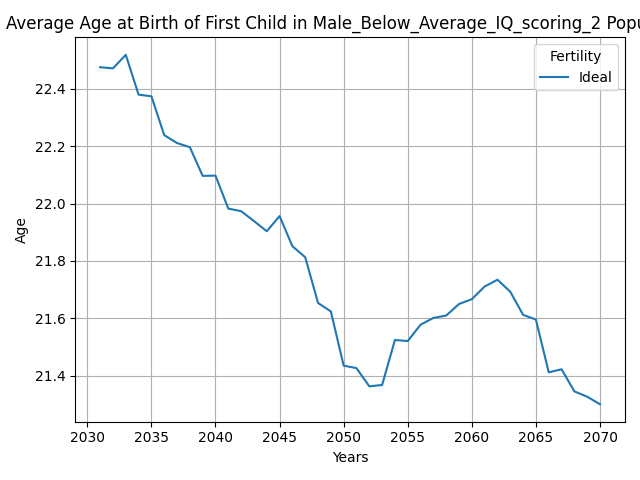 Average Age at Birth of First Child in Male_Below_Average_IQ_scoring_2 Popu
Fertility
Ideal
22.4
22.2
22.0
21.8
21.6
21.4
Age
2030 2035 2040 2045 2050 2055 2060 2065 2070
Years